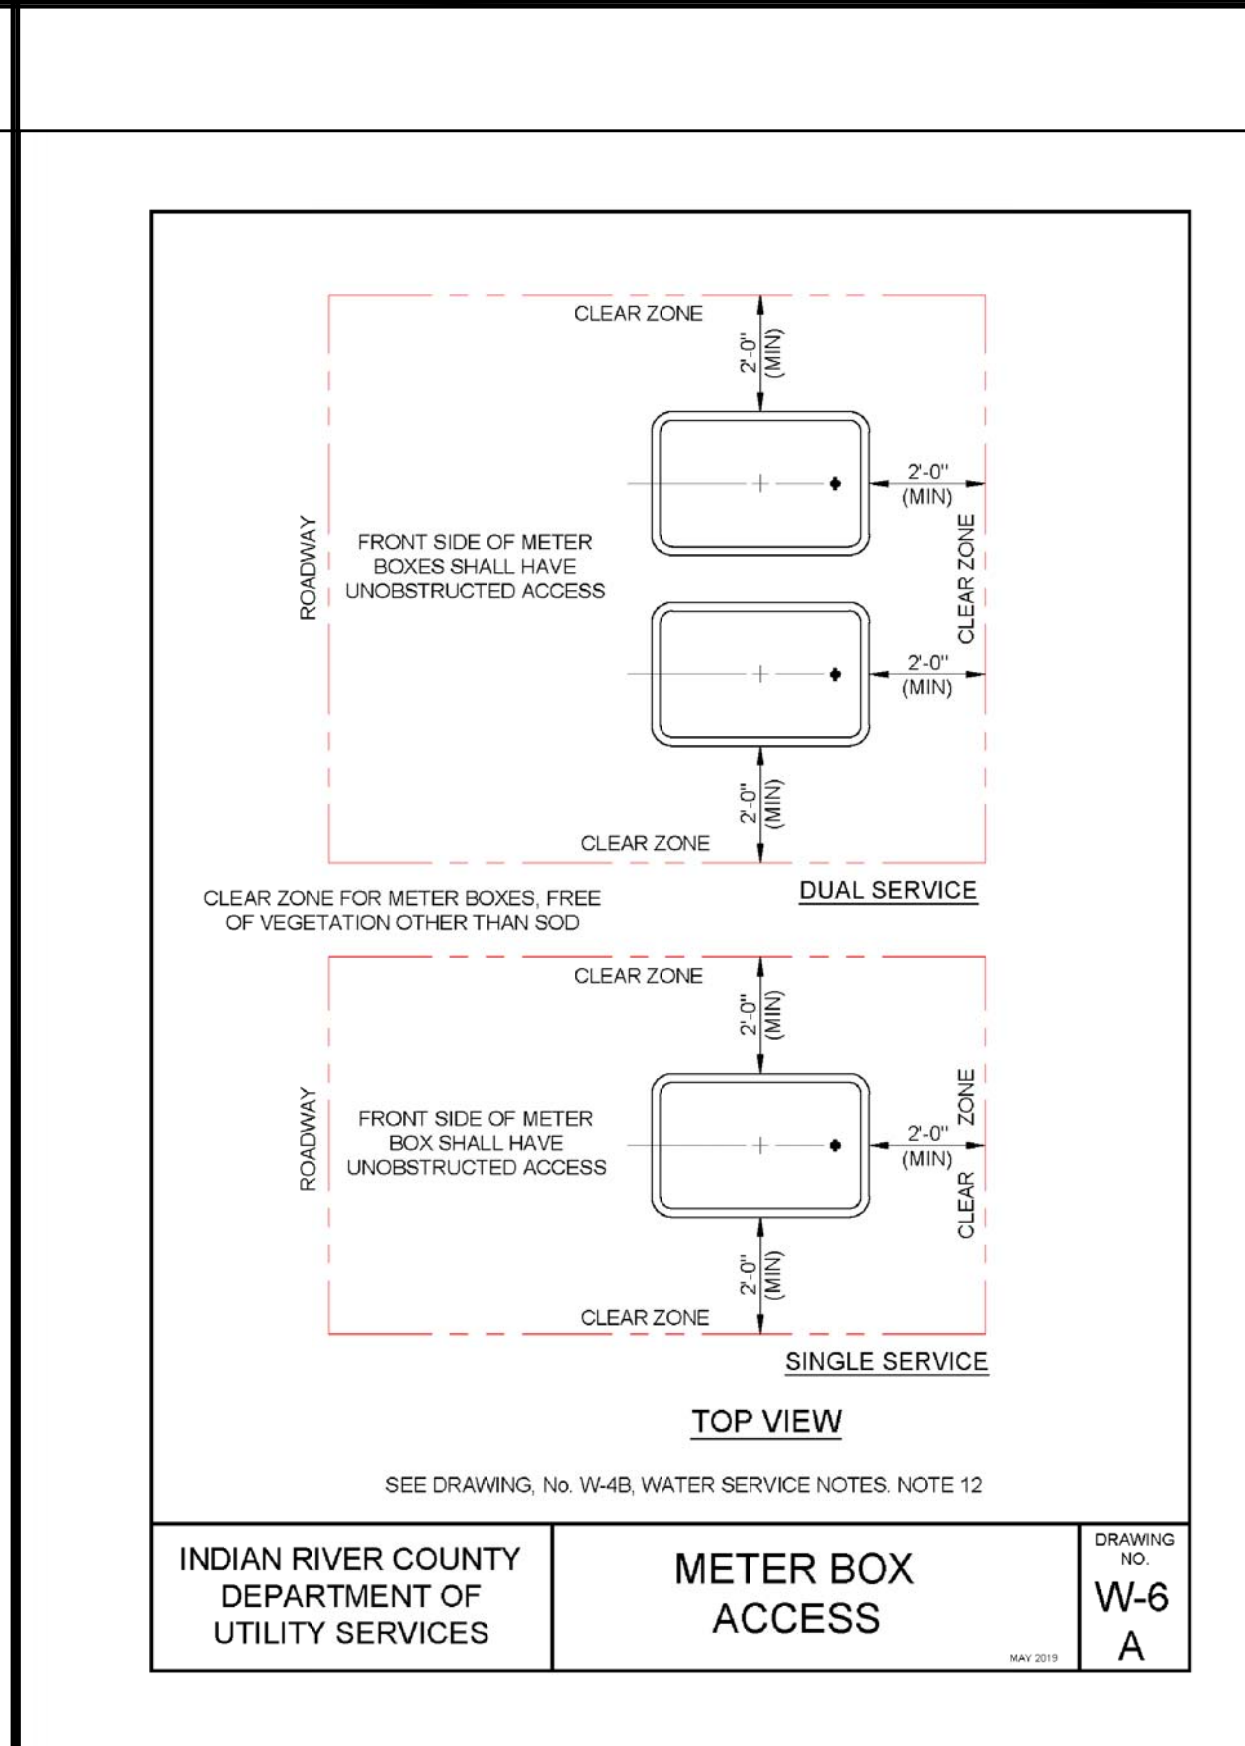 CLEAR ZONE
2'-0"
(MIN)
2'-0"
(MIN)
ROADWAY
FRONT SIDE OF METER
BOXES SHALL HAVE
UNOBSTRUCTED ACCESS
CLEAR ZONE
2'-0"
(MIN)
2'-0"
(MIN)
CLEAR ZONE
DUAL SERVICE
CLEAR ZONE FOR METER BOXES, FREE
OF VEGETATION OTHER THAN SOD
CLEAR ZONE
2'-0"
(MIN)
ROADWAY
FRONT SIDE OF METER
BOX SHALL HAVE
UNOBSTRUCTED ACCESS
2'-0"
(MIN)
CLEAR ZONE
2'-0"
(MIN)
CLEAR ZONE
SINGLE SERVICE
TOP VIEW
SEE DRAWING, No. W-4B, WATER SERVICE NOTES. NOTE 12
INDIAN RIVER COUNTY
DEPARTMENT OF
UTILITY SERVICES
METER BOX
ACCESS
MAY 2019
DRAWING
NO.
W-6
A